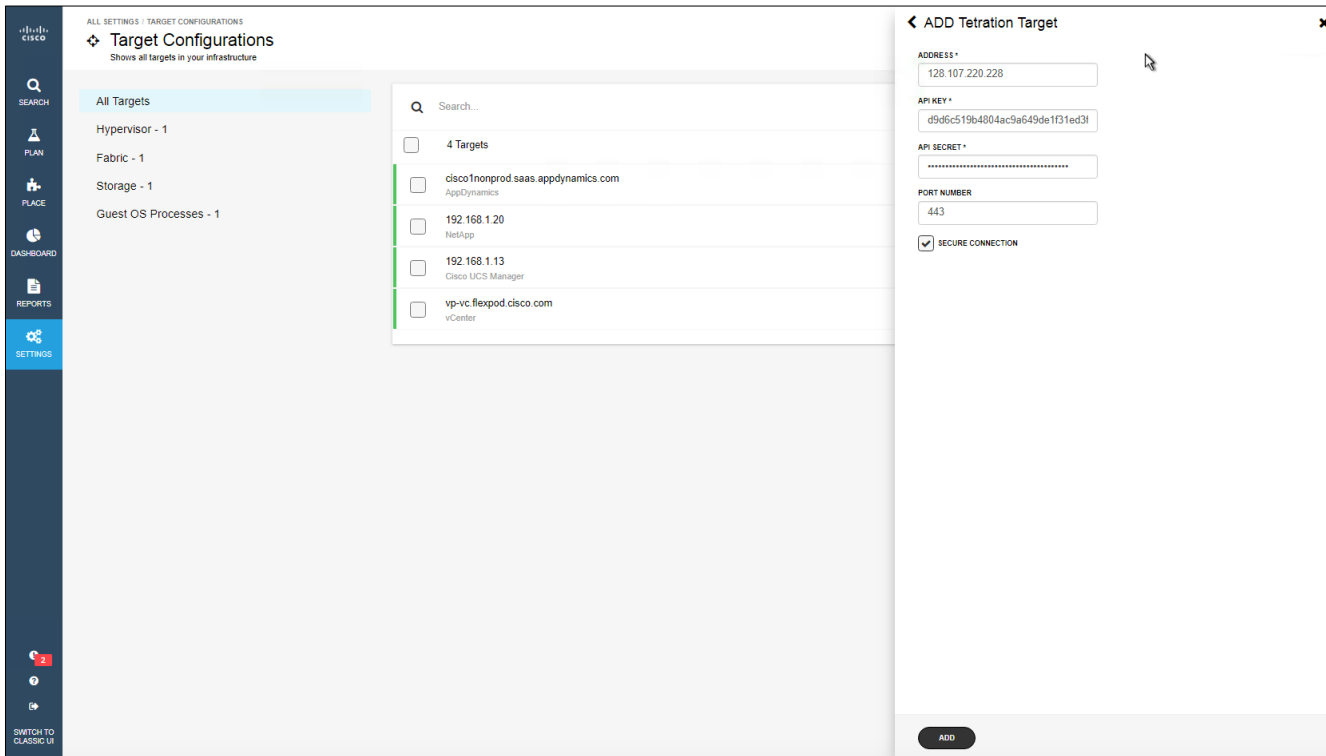 CISCO
SEARCH
PLAN
PLACE
DASHBOARD
REPORTS
SETTINGS
2
SWITCH TO
CLASSIC UI
ALL SETTINGS / TARGET CONFIGURATIONS
Target Configurations
Shows all targets in your infrastructure
All Targets
Hypervisor - 1
Fabric - 1
Storage - 1
Guest OS Processes - 1
Search...
4 Targets
cisco1nonprod.saas.appdynamics.com
AppDynamics
192.168.1.20
NetApp
192.168.1.13
Cisco UCS Manager
vp-vc.flexpod.cisco.com
vCenter
ADD Tetration Target
ADDRESS *
128.107.220.228
API KEY *
d9d6c519b4804ac9a649de1f31ed3f
API SECRET *
PORT NUMBER
443
SECURE CONNECTION
ADD